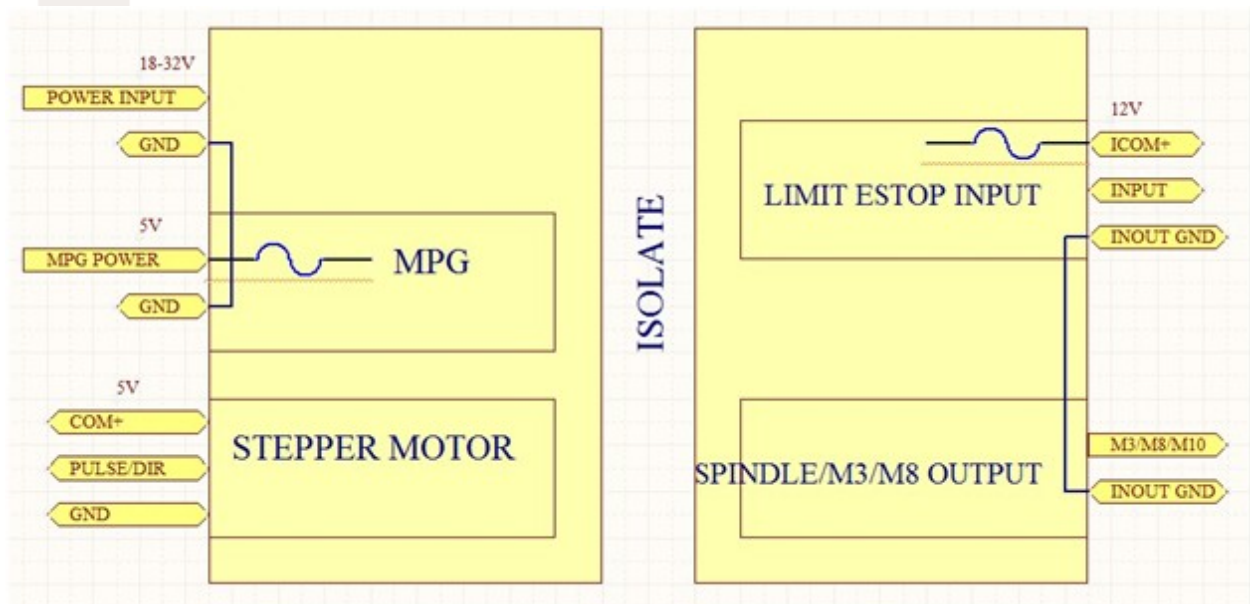 18-32V
POWER INPUT
GND
5V
MPG POWER
GND
MPG
5V
COM+
PULSE/DIR
GND
STEPPER MOTOR
ISOLATE
12V
ICOM+
INPUT
INOUT GND
LIMIT ESTOP INPUT
M3/M8/M10
INOUT GND
SPINDLE/M3/M8 OUTPUT